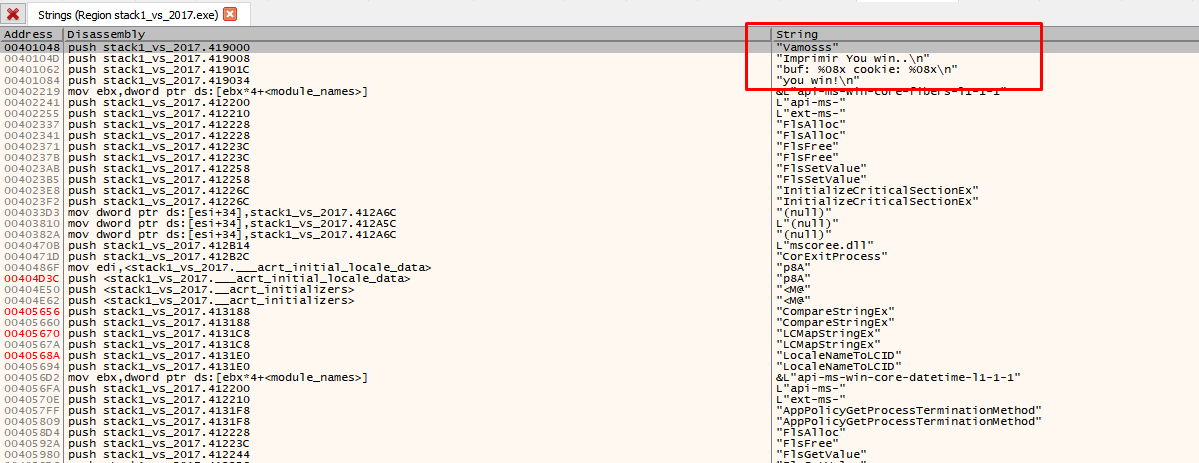 Strings (Region stack1_vs_2017.exe)
Address Disassembly String
00401048 push stack1_vs_2017.419000 "Vamosss"
0040104D push stack1_vs_2017.419008 "Imprimir You win..\n"
00401062 push stack1_vs_2017.41901C "buf: %08x cookie: %08x\n"
00401084 push stack1_vs_2017.419034 "you win!\n"
00402219 mov ebx,dword ptr ds:[ebx*4+<module_names>] &L"api-ms-win-core-fibers-l1-1-1"
00402241 push stack1_vs_2017.412200 L"api-ms-"
00402255 push stack1_vs_2017.412210 L"ext-ms-"
00402337 push stack1_vs_2017.412228 "FlsAlloc"
00402341 push stack1_vs_2017.412228 "FlsAlloc"
00402371 push stack1_vs_2017.41223C "FlsFree"
0040237B push stack1_vs_2017.41223C "FlsFree"
004023AB push stack1_vs_2017.412258 "FlsSetValue"
004023B5 push stack1_vs_2017.412258 "FlsSetValue"
004023E8 push stack1_vs_2017.41226C "InitializeCriticalSectionEx"
004023F2 push stack1_vs_2017.41226C "InitializeCriticalSectionEx"
004033D3 mov dword ptr ds:[esi+34],stack1_vs_2017.412A6C "(null)"
00403810 mov dword ptr ds:[esi+34],stack1_vs_2017.412A5C L"(null)"
0040382A mov dword ptr ds:[esi+34],stack1_vs_2017.412A6C "(null)"
0040470B push stack1_vs_2017.412B14 L"mscoree.dll"
0040471D push stack1_vs_2017.412B2C "CorExitProcess"
0040486F mov edi,<stack1_vs_2017.___acrt_initial_locale_data> "p8A"
00404D3C push <stack1_vs_2017.___acrt_initial_locale_data> "p8A"
00404E50 push <stack1_vs_2017.__acrt_initializers> "<M@"
00404E62 push <stack1_vs_2017.__acrt_initializers> "<M@"
00405656 push stack1_vs_2017.413188 "CompareStringEx"
00405660 push stack1_vs_2017.413188 "CompareStringEx"
00405670 push stack1_vs_2017.4131C8 "LCMapStringEx"
0040567A push stack1_vs_2017.4131C8 "LCMapStringEx"
0040568A push stack1_vs_2017.4131E0 "LocaleNameToLCID"
00405694 push stack1_vs_2017.4131E0 "LocaleNameToLCID"
004056D2 mov ebx,dword ptr ds:[ebx*4+<module_names>] &L"api-ms-win-core-datetime-l1-1-1"
004056FA push stack1_vs_2017.412200 L"api-ms-"
0040570E push stack1_vs_2017.412210 L"ext-ms-"
004057FF push stack1_vs_2017.4131F8 "AppPolicyGetProcessTerminationMethod"
00405809 push stack1_vs_2017.4131F8 "AppPolicyGetProcessTerminationMethod"
004058D4 push stack1_vs_2017.412228 "FlsAlloc"
0040592A push stack1_vs_2017.41223C "FlsFree"
00405980 push stack1_vs_2017.412244 "FlsGetValue"